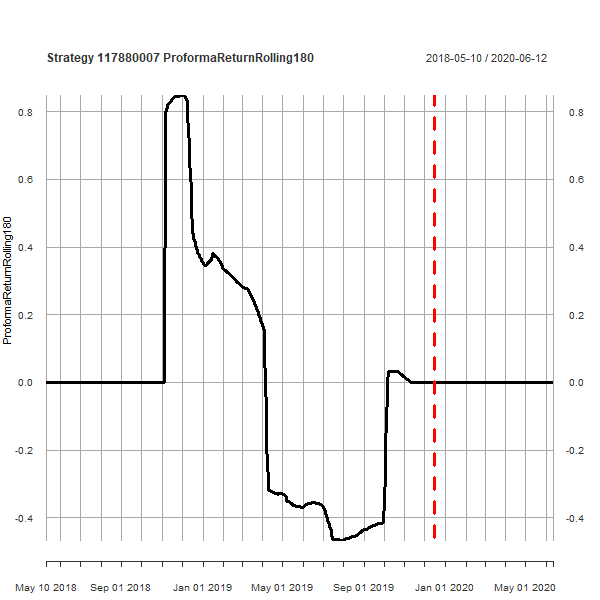 Strategy 117880007 ProformaReturnRolling180
2018-05-10 / 2020-06-12
ProformaReturnRolling180
0.8 0.8
0.6 0.6
0.4 0.4
0.2 0.2
0.0 0.0
-0.2 -0.2
-0.4 -0.4
May 10 2018 Sep 01 2018 Jan 01 2019 May 01 2019 Sep 01 2019 Jan 01 2020 May 01 2020